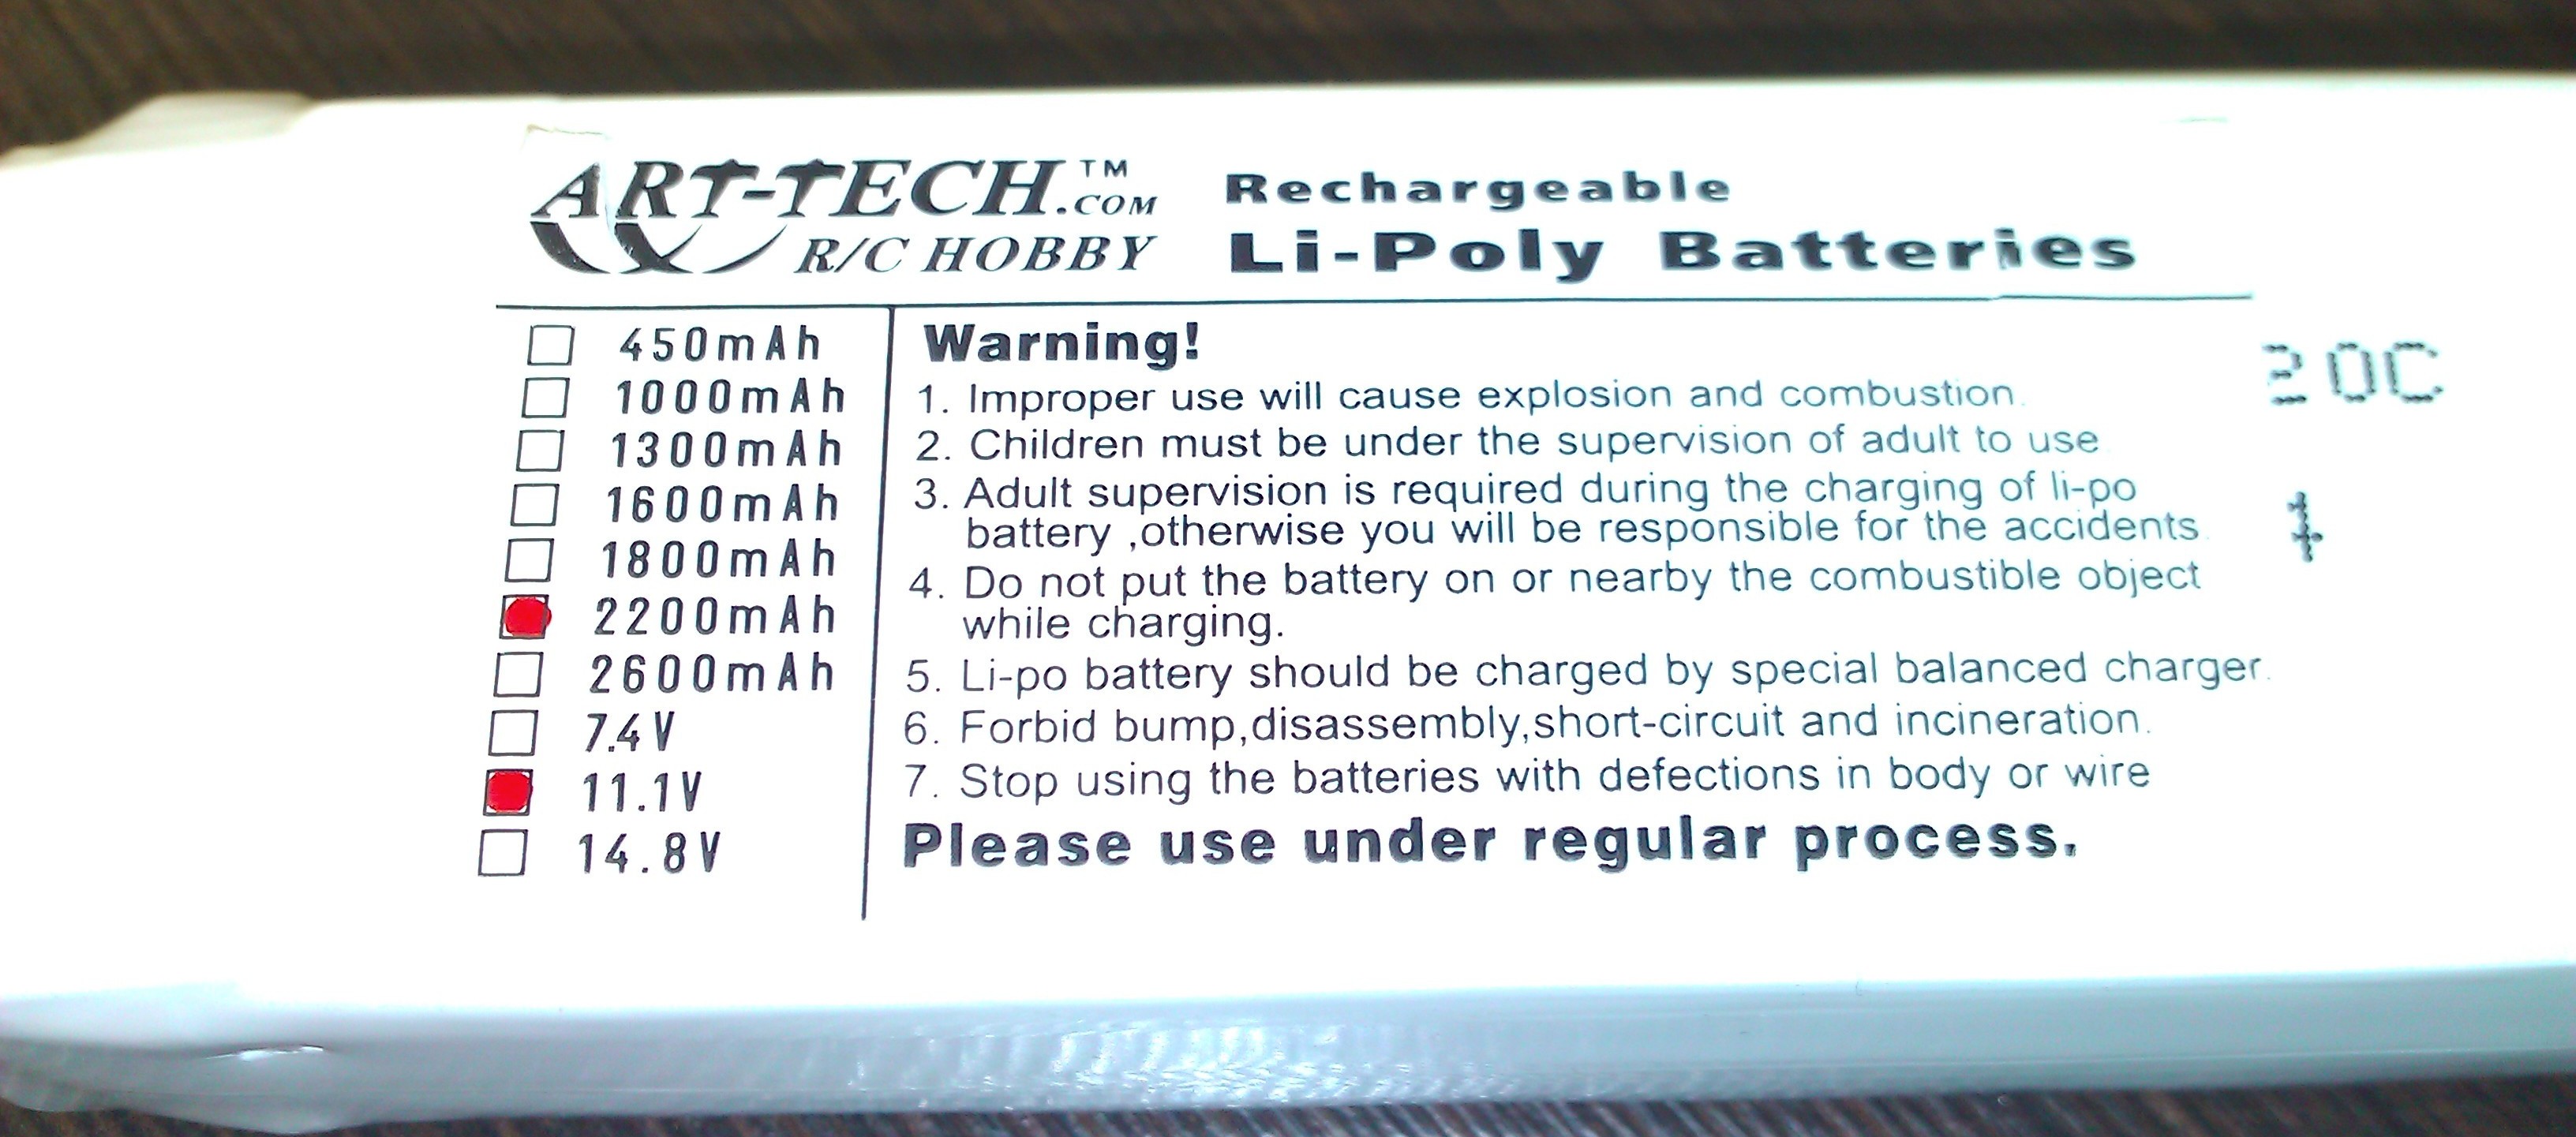 ART-TECH.COM™
R/C HOBBY
Rechargeable
Li-Poly Batteries
450mAh
1000mAh
1300mAh
1600mAh
1800mAh
2200mAh
2600mAh
7.4V
11.1V
14.8V
Warning!
1. Improper use will cause explosion and combustion.
2. Children must be under the supervision of adult to use
3. Adult supervision is required during the charging of li-po
battery ,otherwise you will be responsible for the accidents.
4. Do not put the battery on or nearby the combustible object
while charging.
5. Li-po battery should be charged by special balanced charger.
6. Forbid bump,disassembly,short-circuit and incineration.
7. Stop using the batteries with defections in body or wire
Please use under regular process.
20C